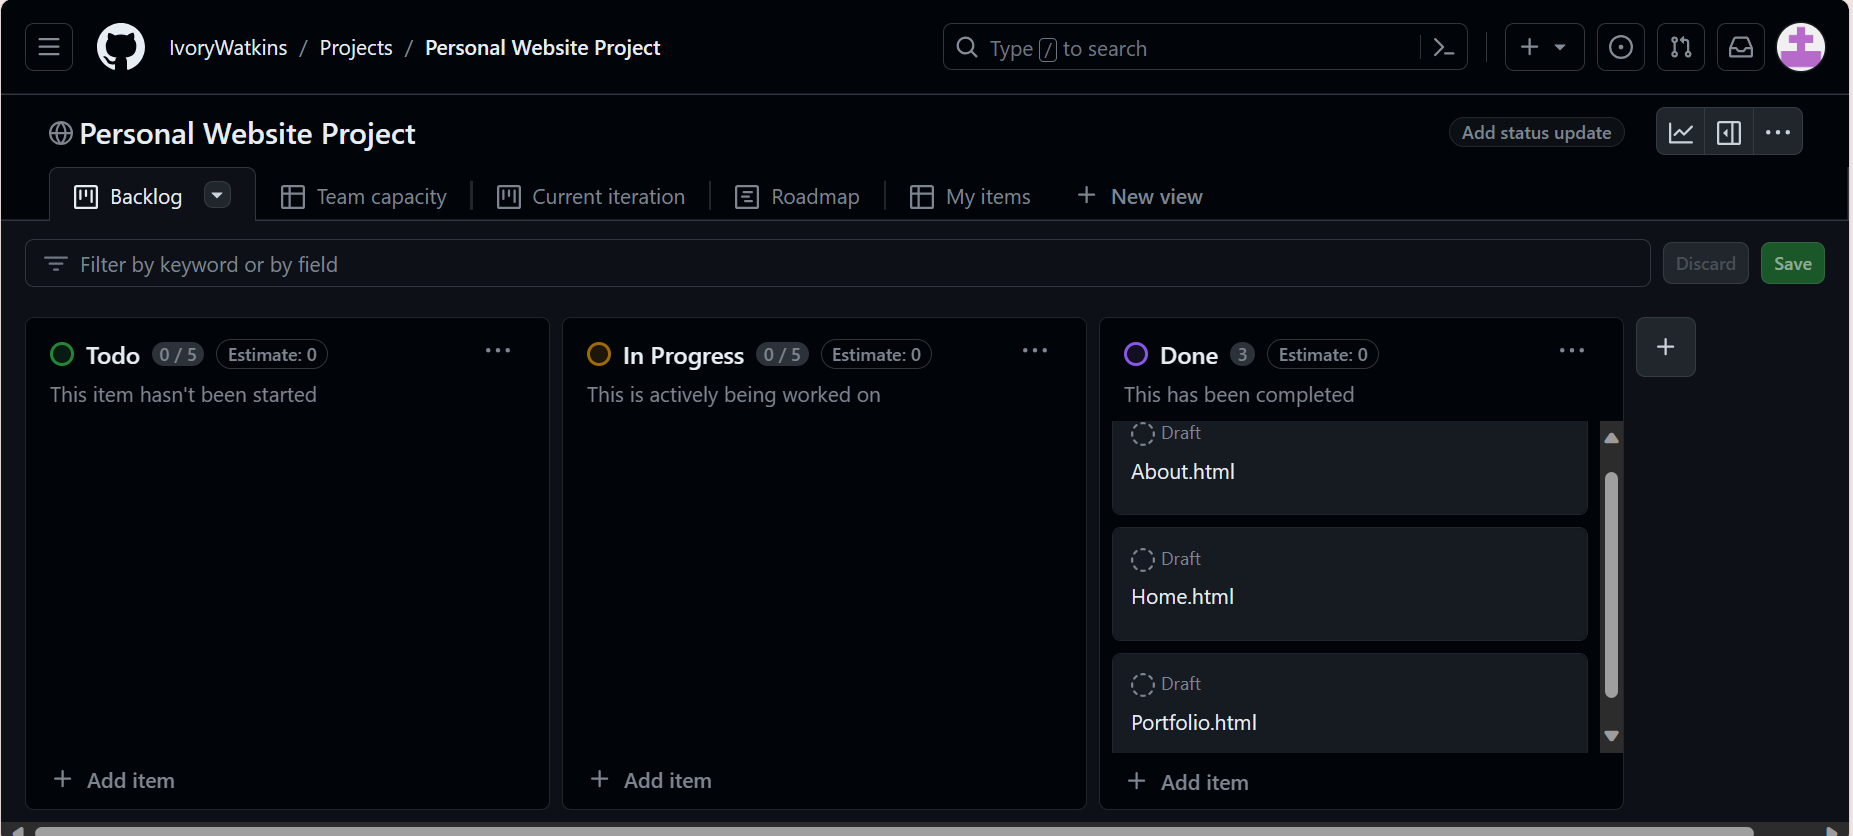 IvoryWatkins / Projects / Personal Website Project
Type / to search
Personal Website Project
Add status update
Backlog
Team capacity
Current iteration
Roadmap
My items
New view
Filter by keyword or by field
Discard
Save
Todo 0 / 5 Estimate: 0
This item hasn't been started
Add item
In Progress 0 / 5 Estimate: 0
This is actively being worked on
Add item
Done 3 Estimate: 0
This has been completed
Draft
About.html
Draft
Home.html
Draft
Portfolio.html
Add item